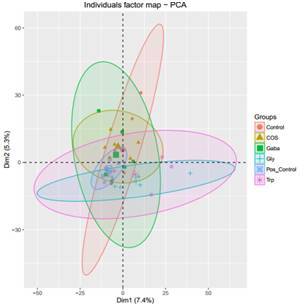 Individuals factor map − PCA
60
30
0
−30
Dim2 (5.3%)
−50
−25
0
25
50
Dim1 (7.4%)
Groups
Control
COS
Gaba
Gly
Pos_Control
Trp